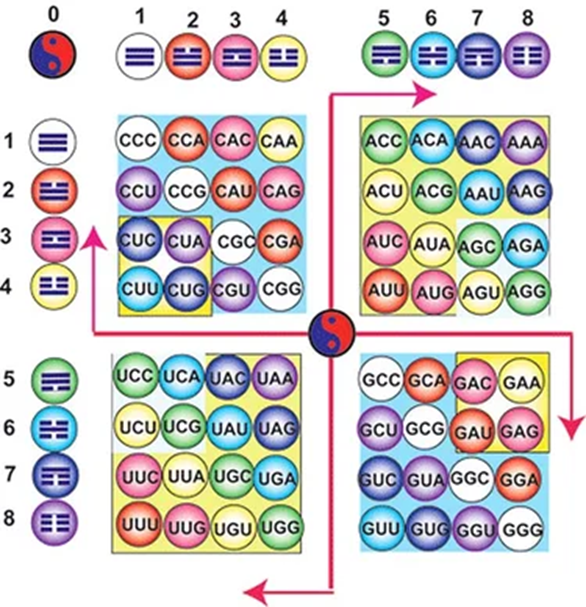 0 1 2 3 4 5 6 7 8
1 CCC CCA CAC CAA ACC ACA AAC AAA
2 CCU CCG CAU CAG ACU ACG AAU AAG
3 CUC CUA CGC CGA AUC AUA AGC AGA
4 CUU CUG CGU CGG AUU AUG AGU AGG
5 UCC UCA UAC UAA GCC GCA GAC GAA
6 UCU UCG UAU UAG GCU GCG GAU GAG
7 UUC UUA UGC UGA GUC GUA GGC GGA
8 UUU UUG UGU UGG GUU GUG GGU GGG